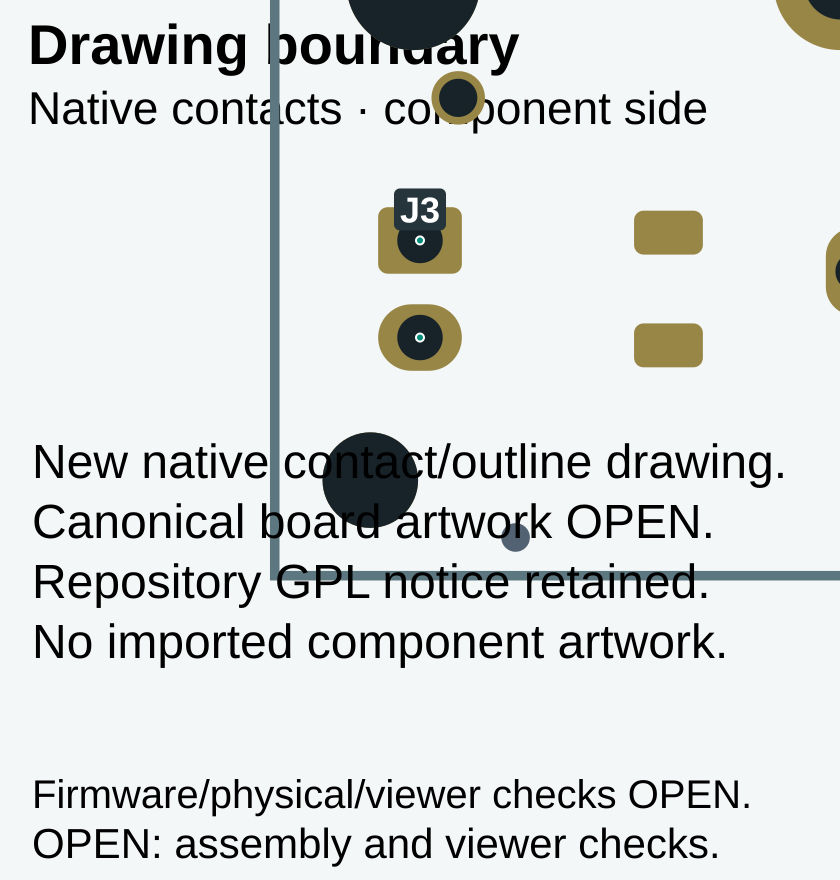 Drawing boundary
Native contacts · component side
J3
New native contact/outline drawing.
Canonical board artwork OPEN.
Repository GPL notice retained.
No imported component artwork.
Firmware/physical/viewer checks OPEN.
OPEN: assembly and viewer checks.